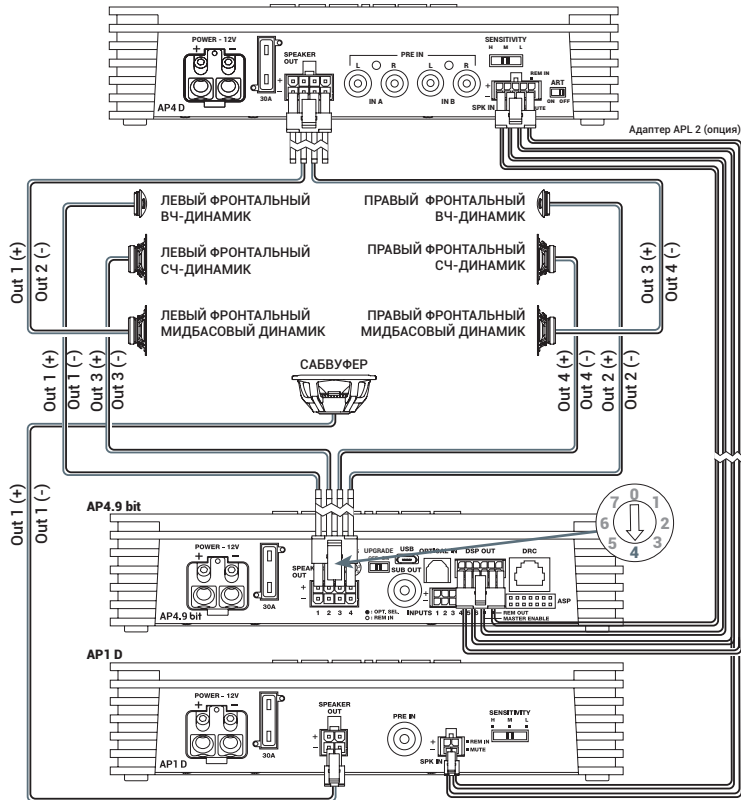 POWER - 12V
+ −
30A
SPEAKER
OUT
+
−
PRE IN
L R L R
IN A IN B
SENSITIVITY
H M L
REM IN
ART
ON OFF
+
−
SPK IN
MUTE
AP4 D
Адаптер APL 2 (опция)
ЛЕВЫЙ ФРОНТАЛЬНЫЙ
ВЧ-ДИНАМИК
ПРАВЫЙ ФРОНТАЛЬНЫЙ
ВЧ-ДИНАМИК
ЛЕВЫЙ ФРОНТАЛЬНЫЙ
СЧ-ДИНАМИК
ПРАВЫЙ ФРОНТАЛЬНЫЙ
СЧ-ДИНАМИК
ЛЕВЫЙ ФРОНТАЛЬНЫЙ
МИДБАСОВЫЙ ДИНАМИК
ПРАВЫЙ ФРОНТАЛЬНЫЙ
МИДБАСОВЫЙ ДИНАМИК
Out 1 (+)
Out 2 (-)
Out 3 (+)
Out 4 (-)
Out 1 (+)
Out 1 (-)
Out 3 (+)
Out 3 (-)
Out 4 (+)
Out 4 (-)
Out 2 (+)
Out 2 (-)
САБВУФЕР
Out 1 (+)
Out 1 (-)
0 1 2 3 4 5 6 7
AP4.9 bit
POWER - 12V
+ −
30A
SPEAK
OUT
+
−
1 2 3 4
UPGRADE
USB
OPTICAL IN
DSP OUT
DRC
SUB OUT
: OPT. SEL.
: REM IN
INPUTS
+
−
1 2 3 4 5 6
ASP
REM OUT
MASTER ENABLE
AP4.9 bit
AP1 D
POWER - 12V
+ −
30A
SPEAKER
OUT
+
−
PRE IN
SENSITIVITY
H M L
+
−
REM IN
MUTE
SPK IN
AP1 D